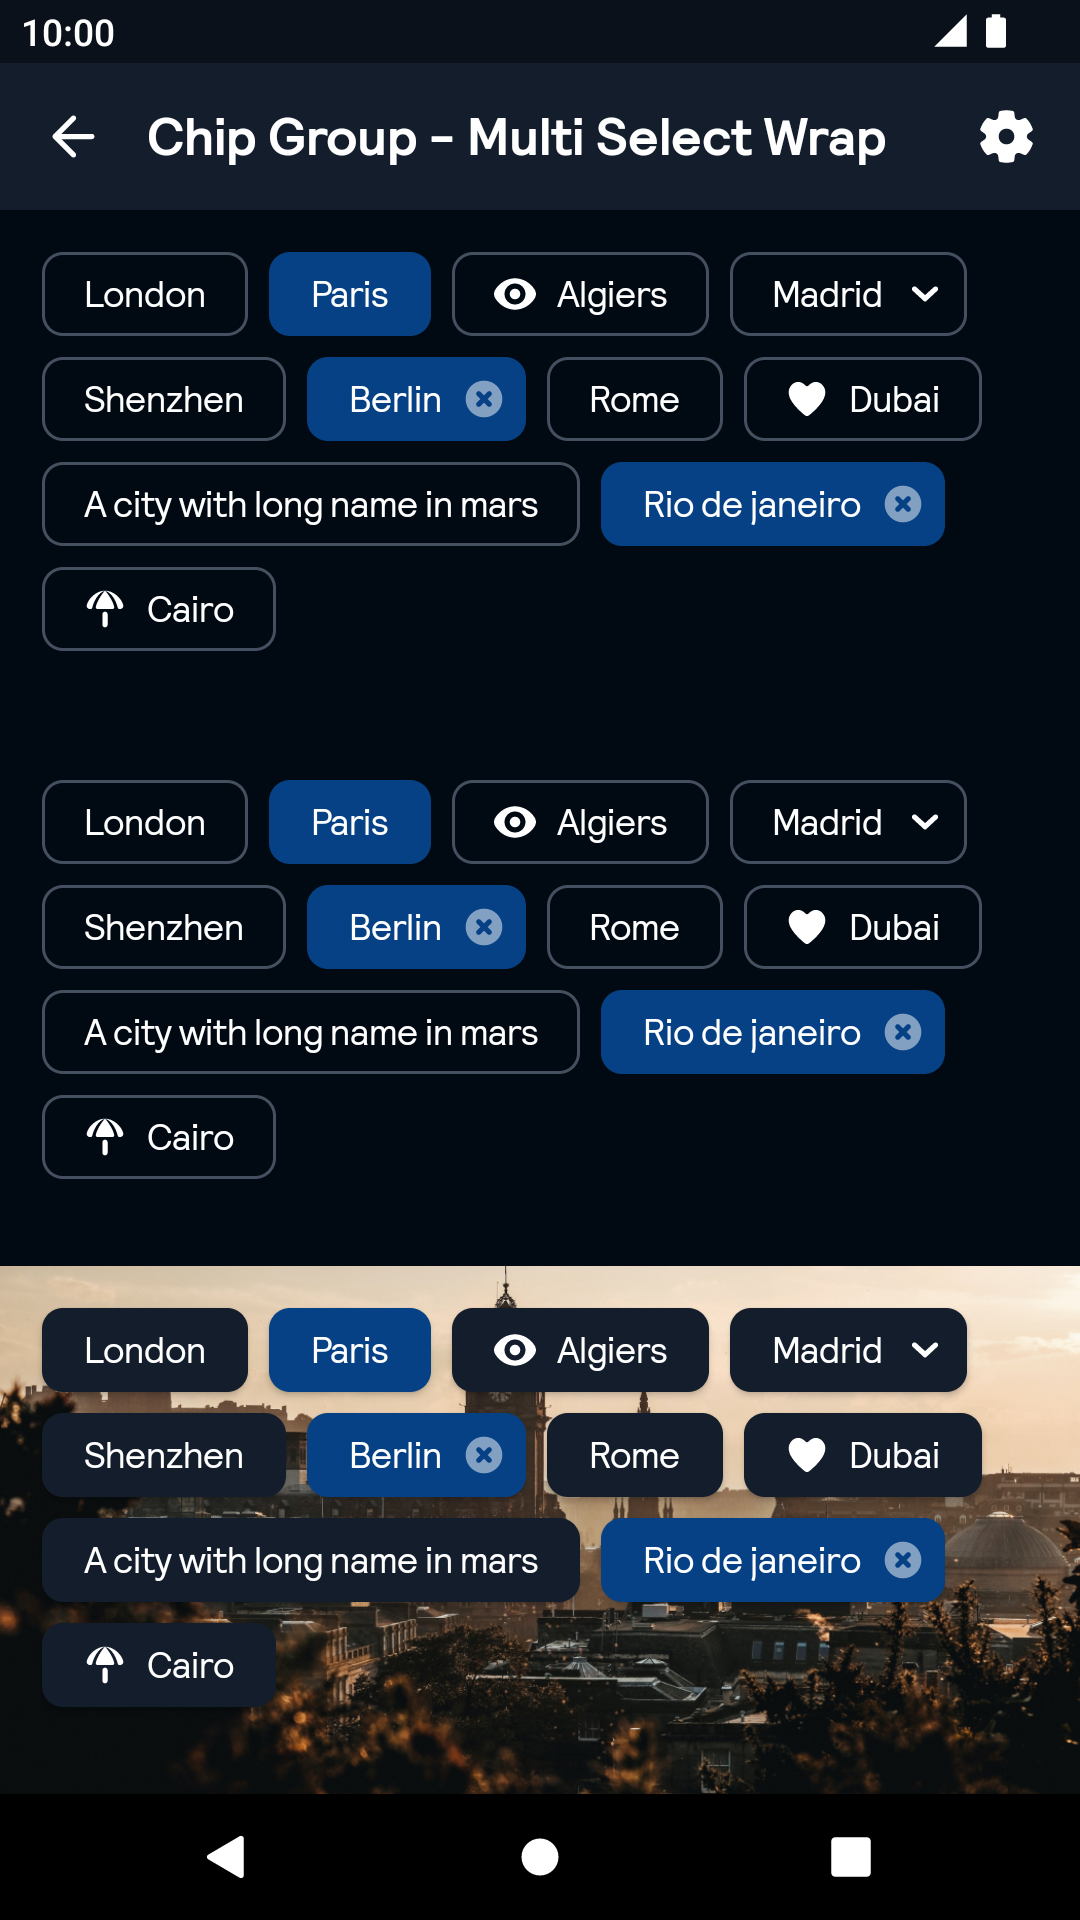 10:00
Chip Group - Multi Select Wrap
London Paris Algiers Madrid
Shenzhen Berlin Rome Dubai
A city with long name in mars Rio de janeiro
Cairo
London Paris Algiers Madrid
Shenzhen Berlin Rome Dubai
A city with long name in mars Rio de janeiro
Cairo
London Paris Algiers Madrid
Shenzhen Berlin Rome Dubai
A city with long name in mars Rio de janeiro
Cairo